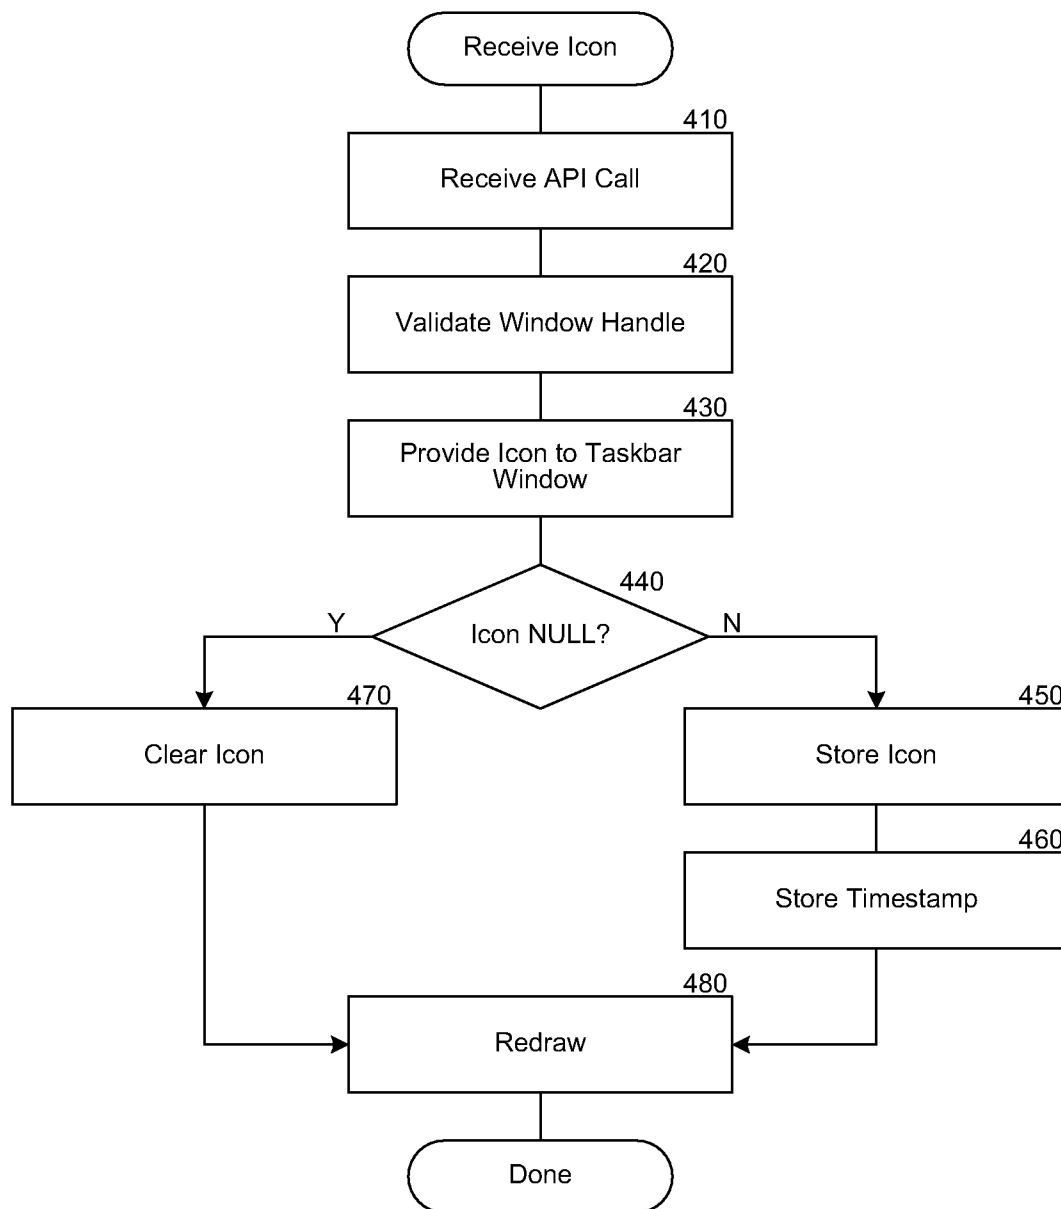 Receive Icon
410
Receive API Call
420
Validate Window Handle
430
Provide Icon to Taskbar
Window
440
Icon NULL?
Y
N
470
Clear Icon
450
Store Icon
460
Store Timestamp
480
Redraw
Done